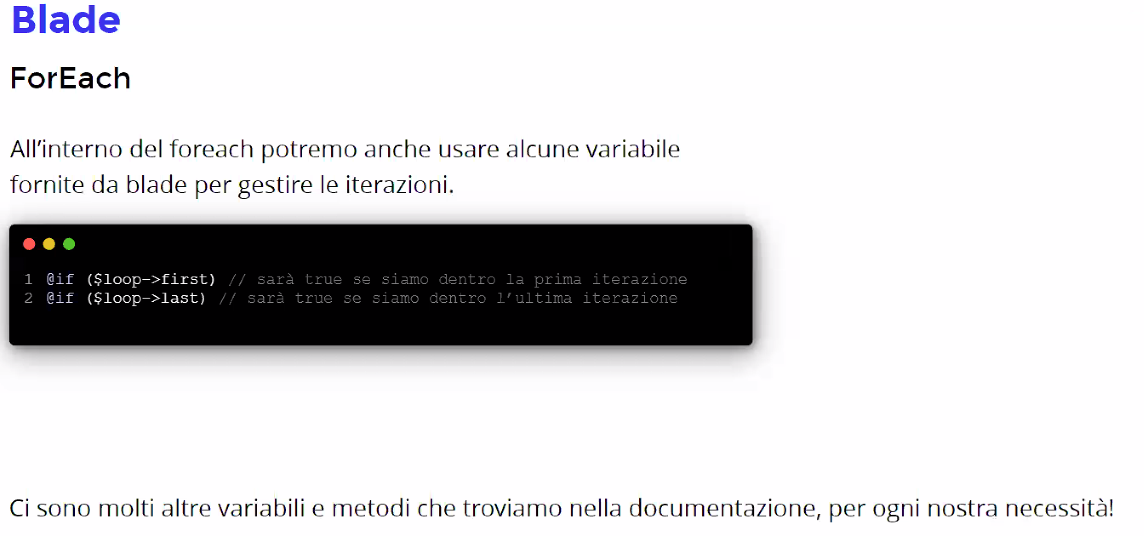 Blade
ForEach
All’interno del foreach potremo anche usare alcune variabile
fornite da blade per gestire le iterazioni.
1 @if ($loop->first) // sarà true se siamo dentro la prima iterazione
2 @if ($loop->last) // sarà true se siamo dentro l’ultima iterazione
Ci sono molti altre variabili e metodi che troviamo nella documentazione, per ogni nostra necessità!